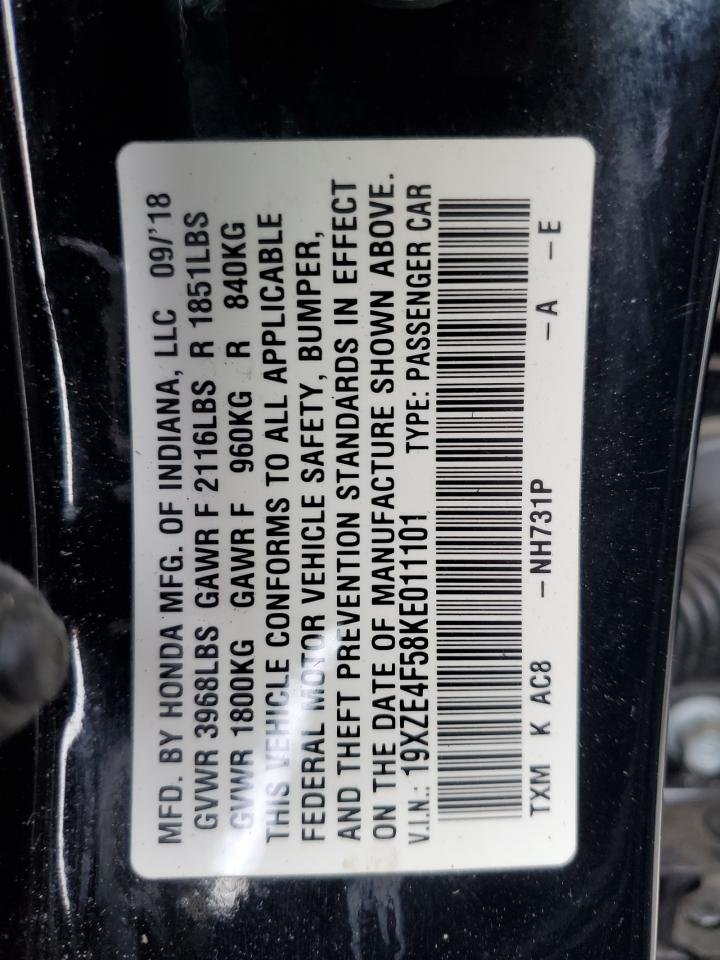 MFD. BY HONDA MFG. OF INDIANA, LLC 09/'18
GVWR 3968LBS GAWR F 2116LBS R 1851LBS
GVWR 1800KG GAWR F 960KG R 840KG
THIS VEHICLE CONFORMS TO ALL APPLICABLE
FEDERAL MOTOR VEHICLE SAFETY, BUMPER,
AND THEFT PREVENTION STANDARDS IN EFFECT
ON THE DATE OF MANUFACTURE SHOWN ABOVE.
V.I.N.: 19XZE4F58KE011101 TYPE: PASSENGER CAR
TXM K AC8 -NH731P -A -E